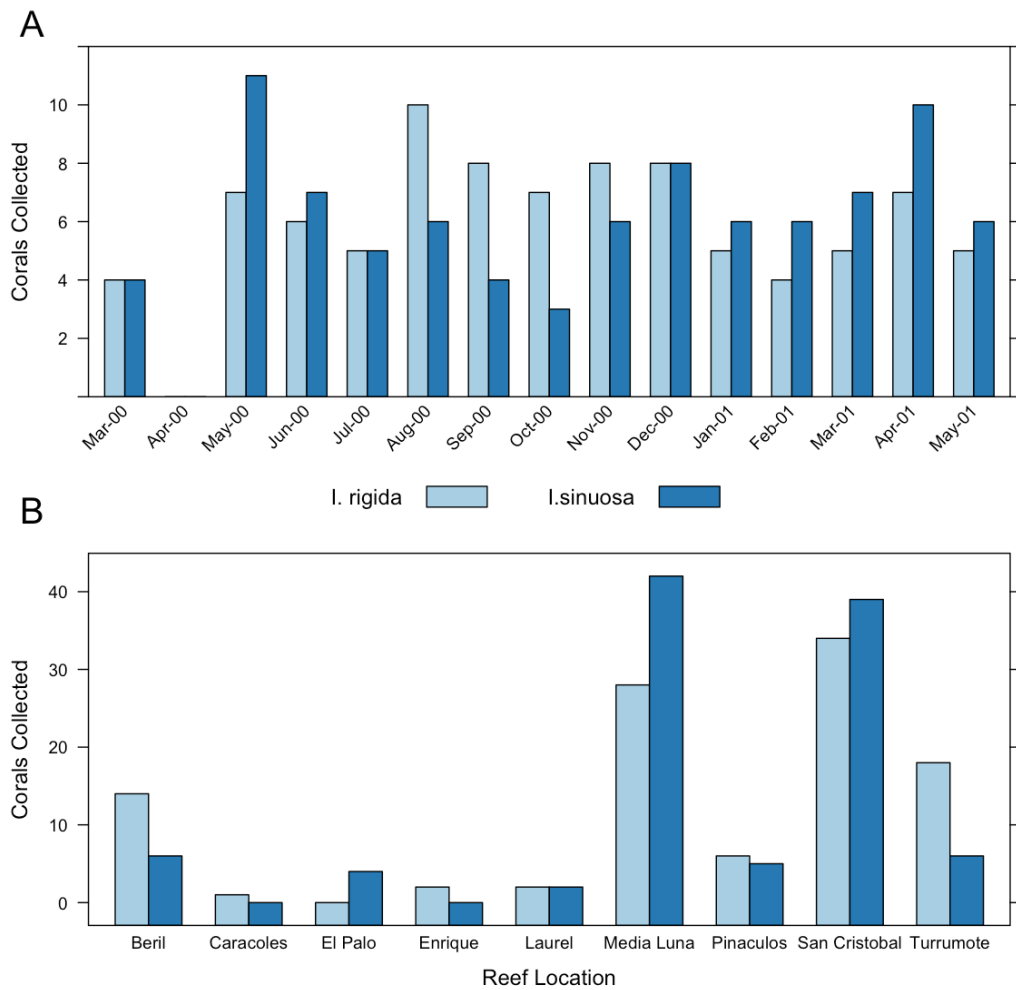 A
Corals Collected
10
8
6
4
2
Mar-00 Apr-00 May-00 Jun-00 Jul-00 Aug-00 Sep-00 Oct-00 Nov-00 Dec-00 Jan-01 Feb-01 Mar-01 Apr-01 May-01
I. rigida I.sinuosa
B
Corals Collected
40
30
20
10
0
Beril Caracoles El Palo Enrique Laurel Media Luna Pinaculos San Cristobal Turrumote
Reef Location